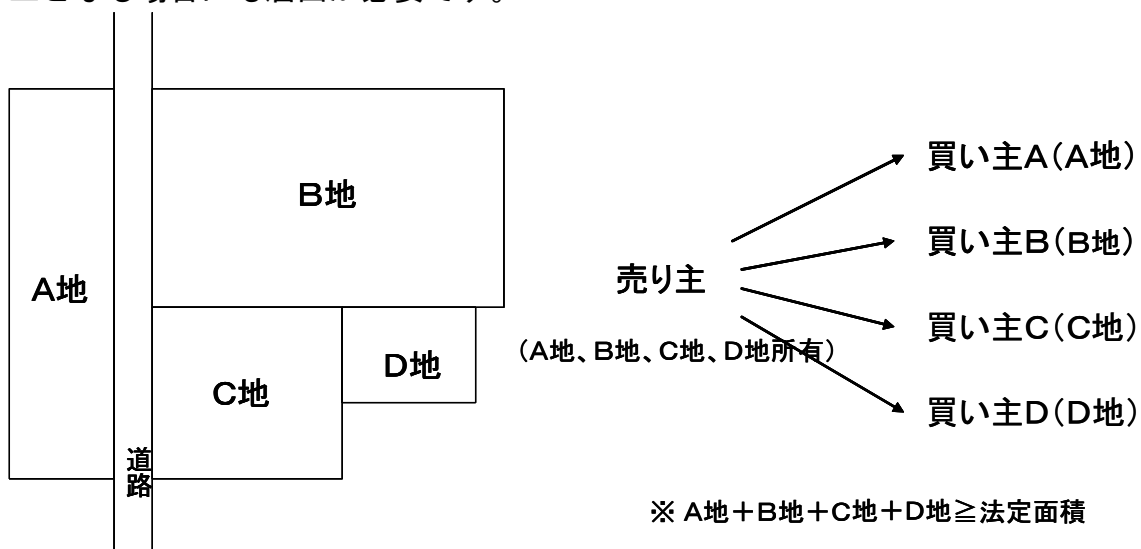 B地
A地
D地
C地
道路
売り主
(A地、B地、C地、D地所有)
買い主A(A地)
買い主B(B地)
買い主C(C地)
買い主D(D地)
※ A地+B地+C地+D地≧法定面積